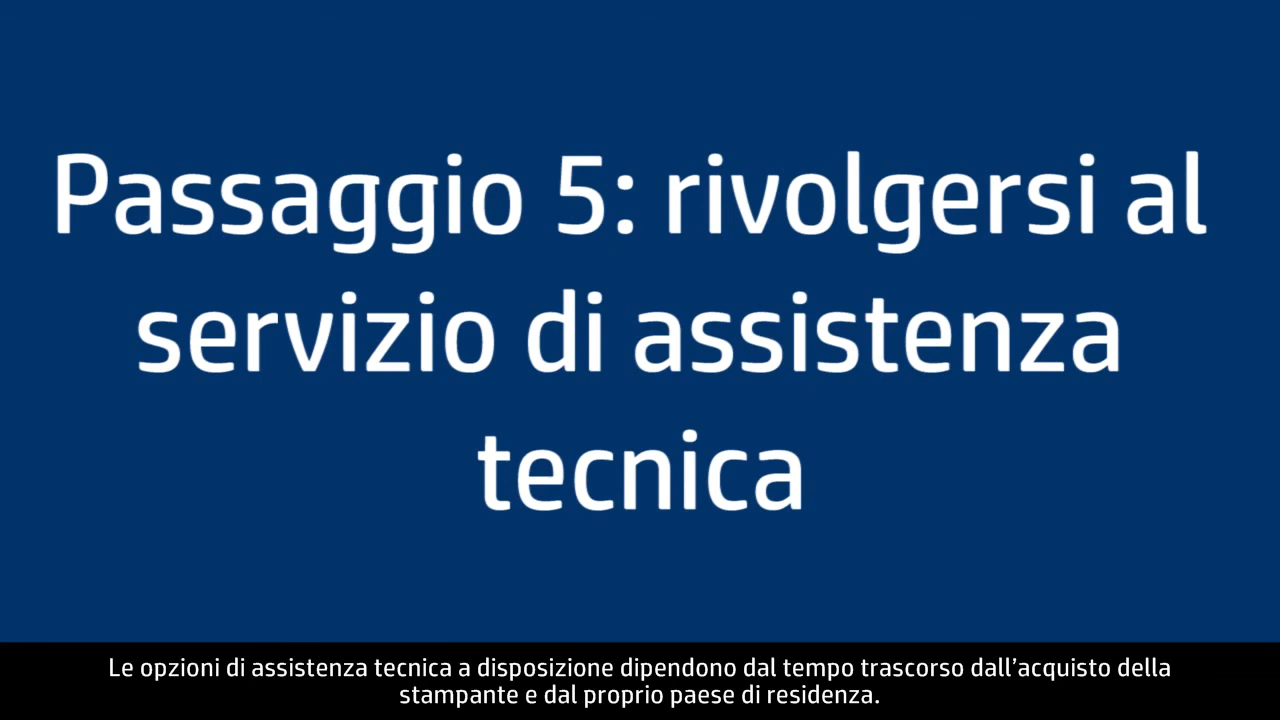 Passaggio 5: rivolgersi al
servizio di assistenza
tecnica
Le opzioni di assistenza tecnica a disposizione dipendono dal tempo trascorso dall’acquisto della
stampante e dal proprio paese di residenza.